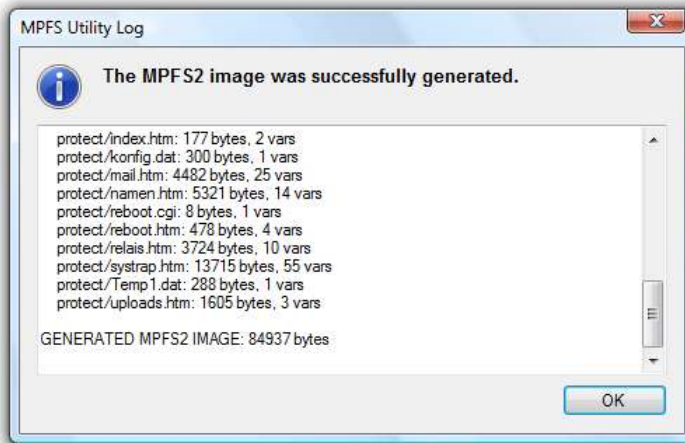 MPFS Utility Log
The MPFS2 image was successfully generated.
protect/index.htm: 177 bytes, 2 vars
protect/konfig.dat: 300 bytes, 1 vars
protect/mail.htm: 4482 bytes, 25 vars
protect/namen.htm: 5321 bytes, 14 vars
protect/reboot.cgi: 8 bytes, 1 vars
protect/reboot.htm: 478 bytes, 4 vars
protect/relais.htm: 3724 bytes, 10 vars
protect/systrap.htm: 13715 bytes, 55 vars
protect/Temp1.dat: 288 bytes, 1 vars
protect/uploads.htm: 1605 bytes, 3 vars
GENERATED MPFS2 IMAGE: 84937 bytes
OK